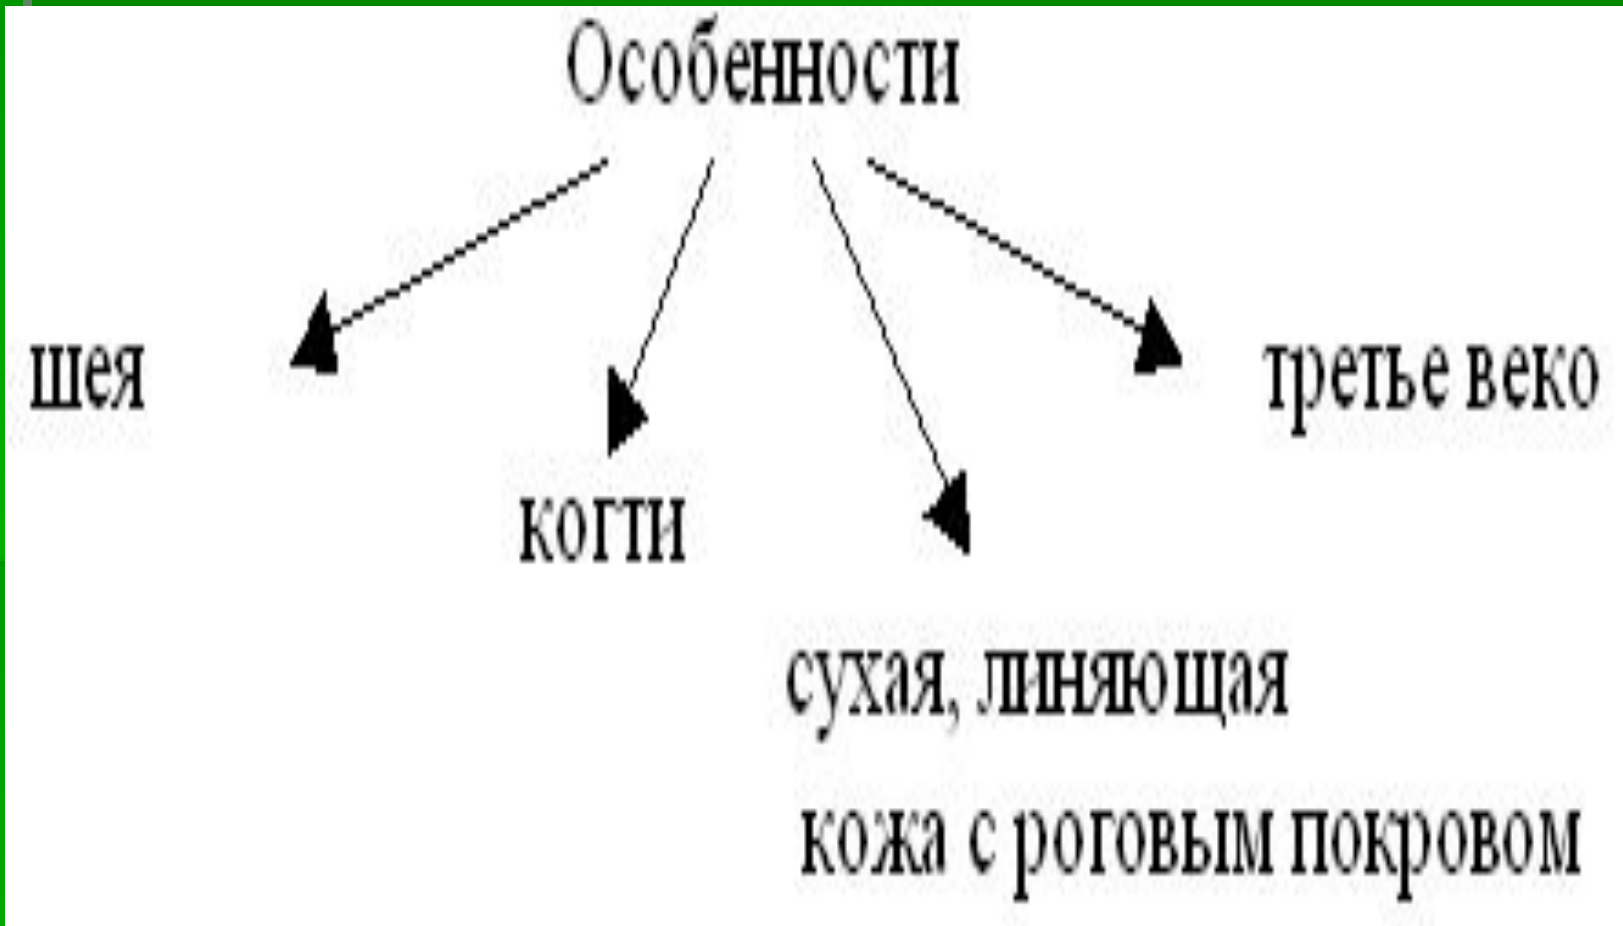 Особенности
шея
третье веко
когти
сухая, линяющая
кожа с роговым покровом